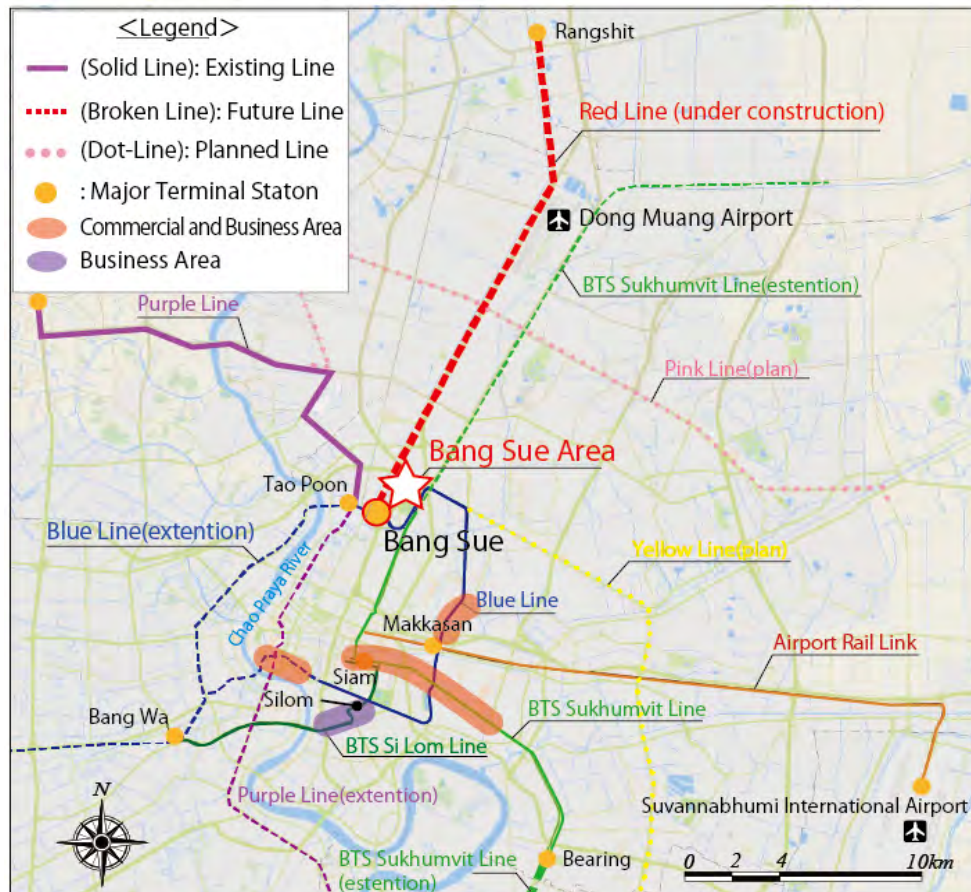 <Legend>
(Solid Line): Existing Line
(Broken Line): Future Line
(Dot-Line): Planned Line
: Major Terminal Staton
Commercial and Business Area
Business Area
Rangshit
Red Line (under construction)
Dong Muang Airport
BTS Sukhumvit Line(estention)
Purple Line
Pink Line(plan)
Bang Sue Area
Tao Poon
Bang Sue
Blue Line(extention)
Chao Praya River
Yellow Line(plan)
Blue Line
Makkasan
Airport Rail Link
Siam
Silom
BTS Sukhumvit Line
Bang Wa
BTS Si Lom Line
Purple Line(extention)
Suvannabhumi International Airport
N
BTS Sukhumvit Line
(estention)
Bearing
0 2 4 10km